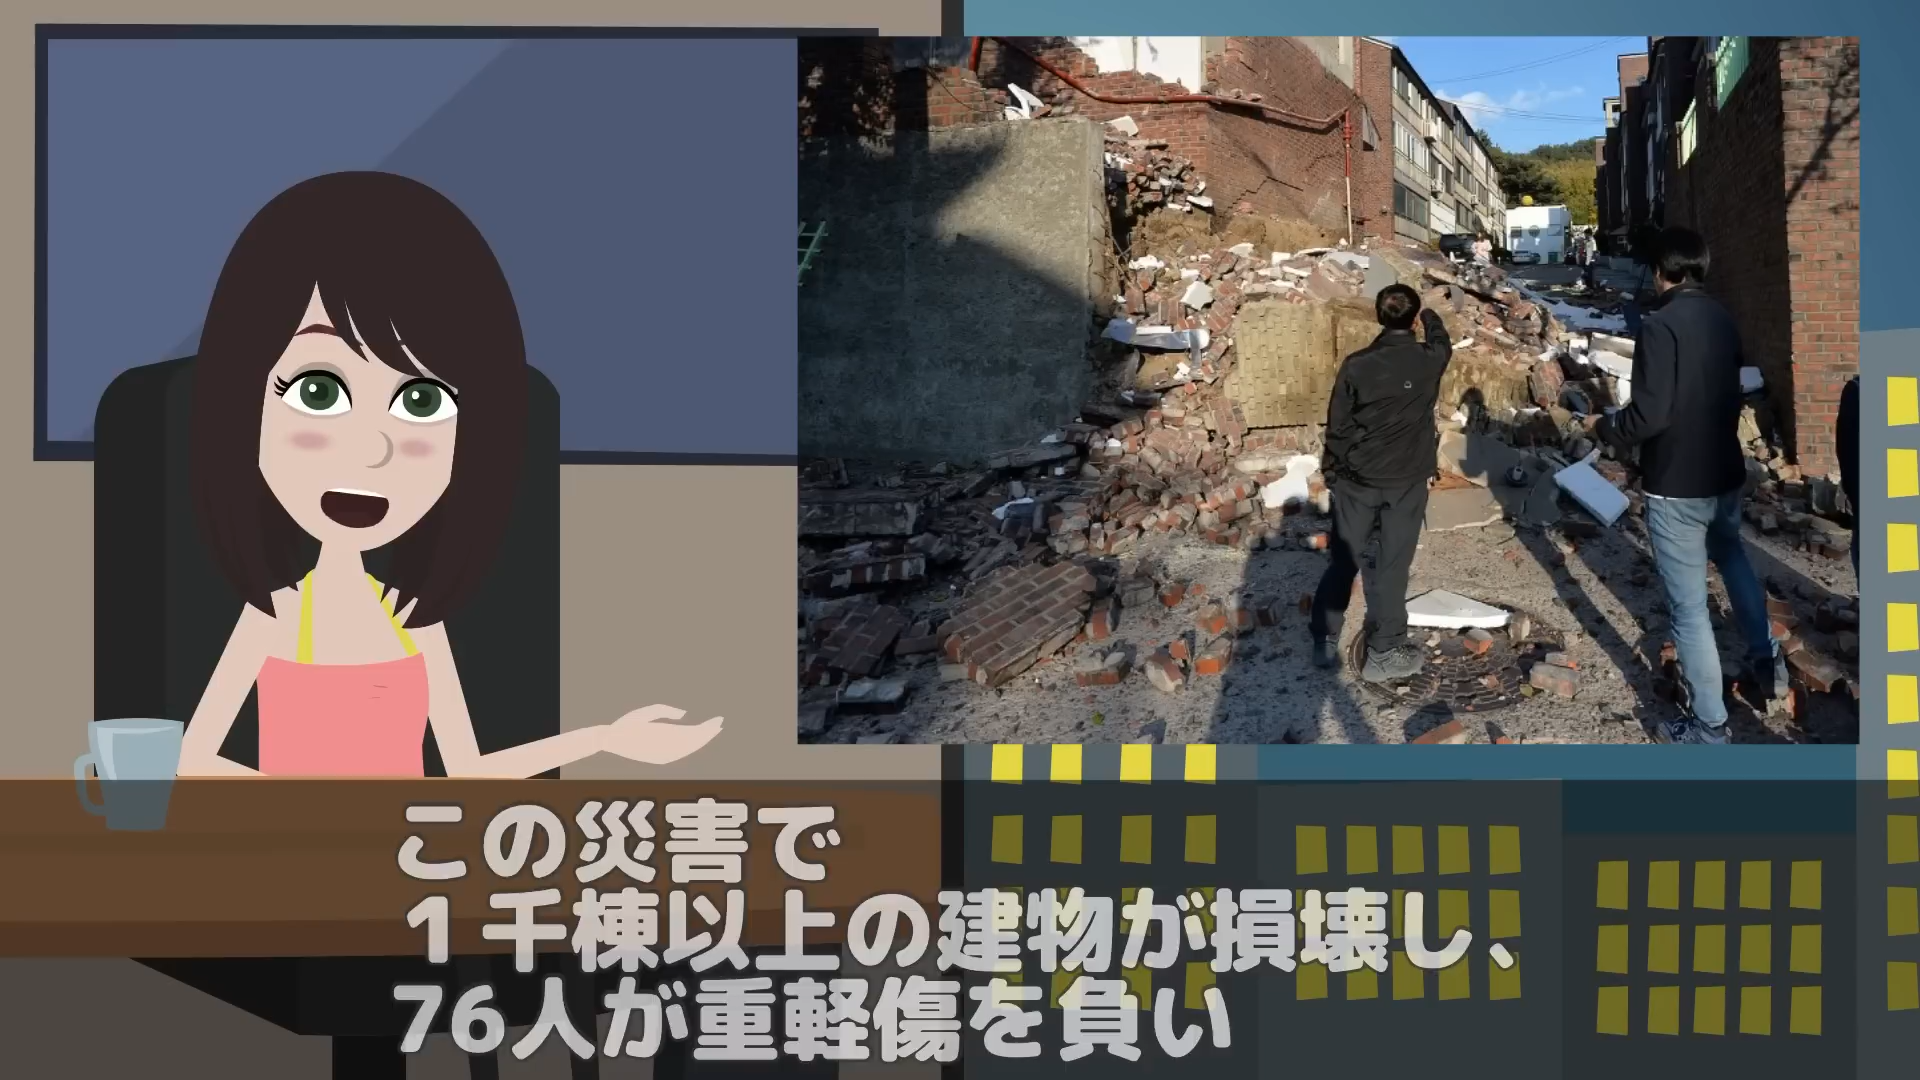 この災害で
1千棟以上の建物が損壊し、
76人が重軽傷を負い